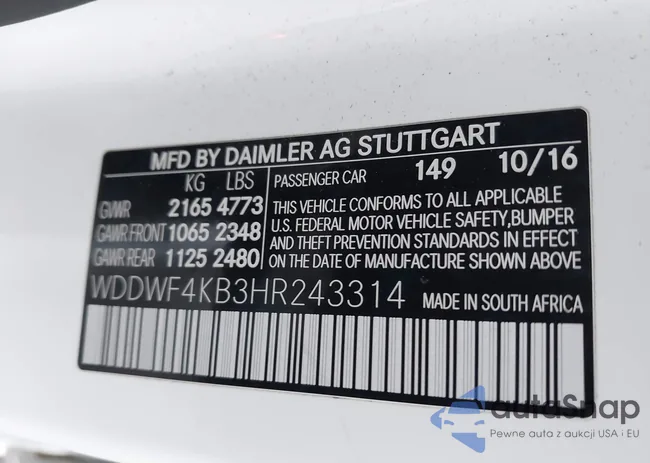 MFD BY DAIMLER AG STUTTGART
KG LBS PASSENGER CAR 149 10/16
GVWR 2165 4773
GAWR FRONT 1065 2348
GAWR REAR 1125 2480
THIS VEHICLE CONFORMS TO ALL APPLICABLE
U.S. FEDERAL MOTOR VEHICLE SAFETY,BUMPER
AND THEFT PREVENTION STANDARDS IN EFFECT
ON THE DATE OF MANUFACTURE SHOWN ABOVE
WDDWF4KB3HR243314 MADE IN SOUTH AFRICA
autaSnap
Pewne auta z aukcji USA i EU